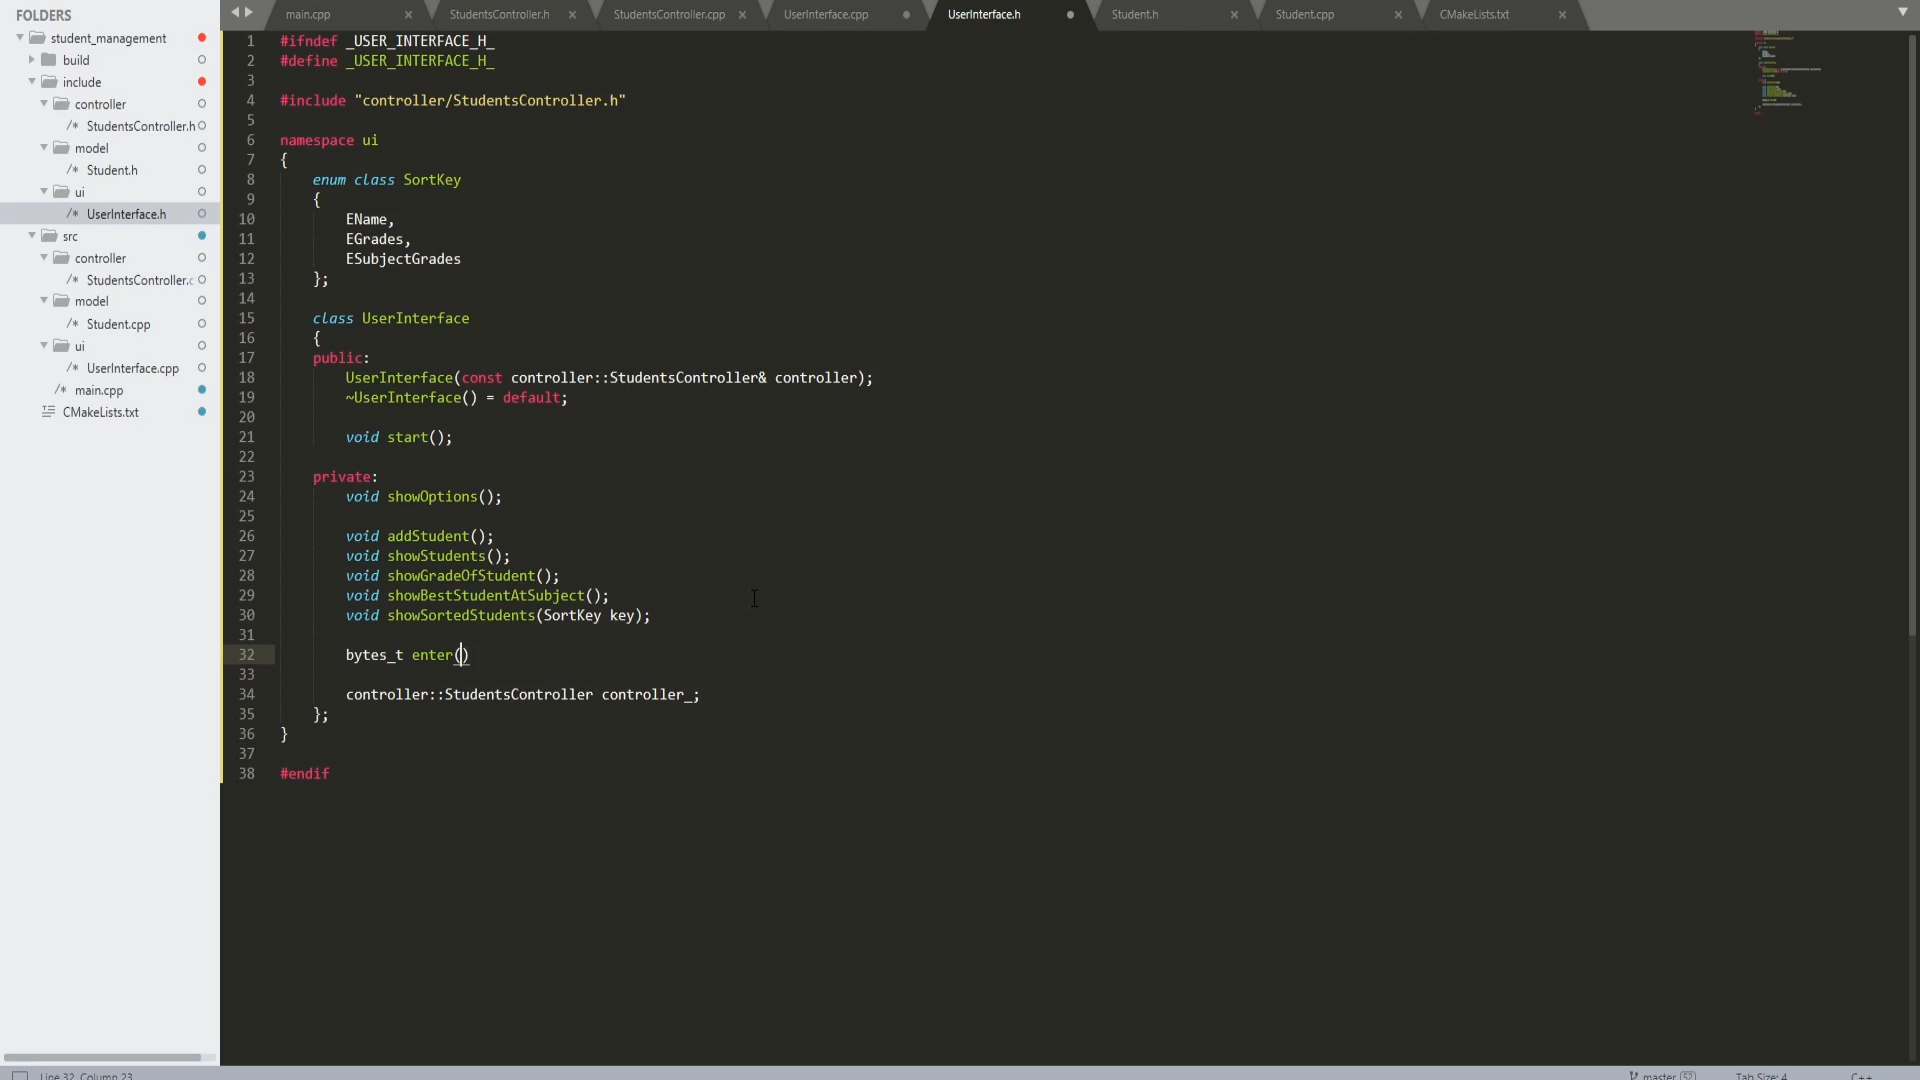 FOLDERS
student_management
build
include
controller
StudentsController.h
model
Student.h
ui
UserInterface.h
src
controller
StudentsController.c
model
Student.cpp
ui
UserInterface.cpp
main.cpp
CMakeLists.txt
main.cpp × StudentsController.h × StudentsController.cpp × UserInterface.cpp UserInterface.h Student.h × Student.cpp × CMakeLists.txt ×
1 #ifndef _USER_INTERFACE_H_
2 #define _USER_INTERFACE_H_
3
4 #include "controller/StudentsController.h"
5
6 namespace ui
7 {
8 enum class SortKey
9 {
10 EName,
11 EGrades,
12 ESubjectGrades
13 };
14
15 class UserInterface
16 {
17 public:
18 UserInterface(const controller::StudentsController& controller);
19 ~UserInterface() = default;
20
21 void start();
22
23 private:
24 void showOptions();
25
26 void addStudent();
27 void showStudents();
28 void showGradeOfStudent();
29 void showBestStudentAtSubject();
30 void showSortedStudents(SortKey key);
31
32 bytes_t enter()
33
34 controller::StudentsController controller_;
35 };
36 }
37
38 #endif
Line 32, Column 23 master 52 Tab Size: 4 C++